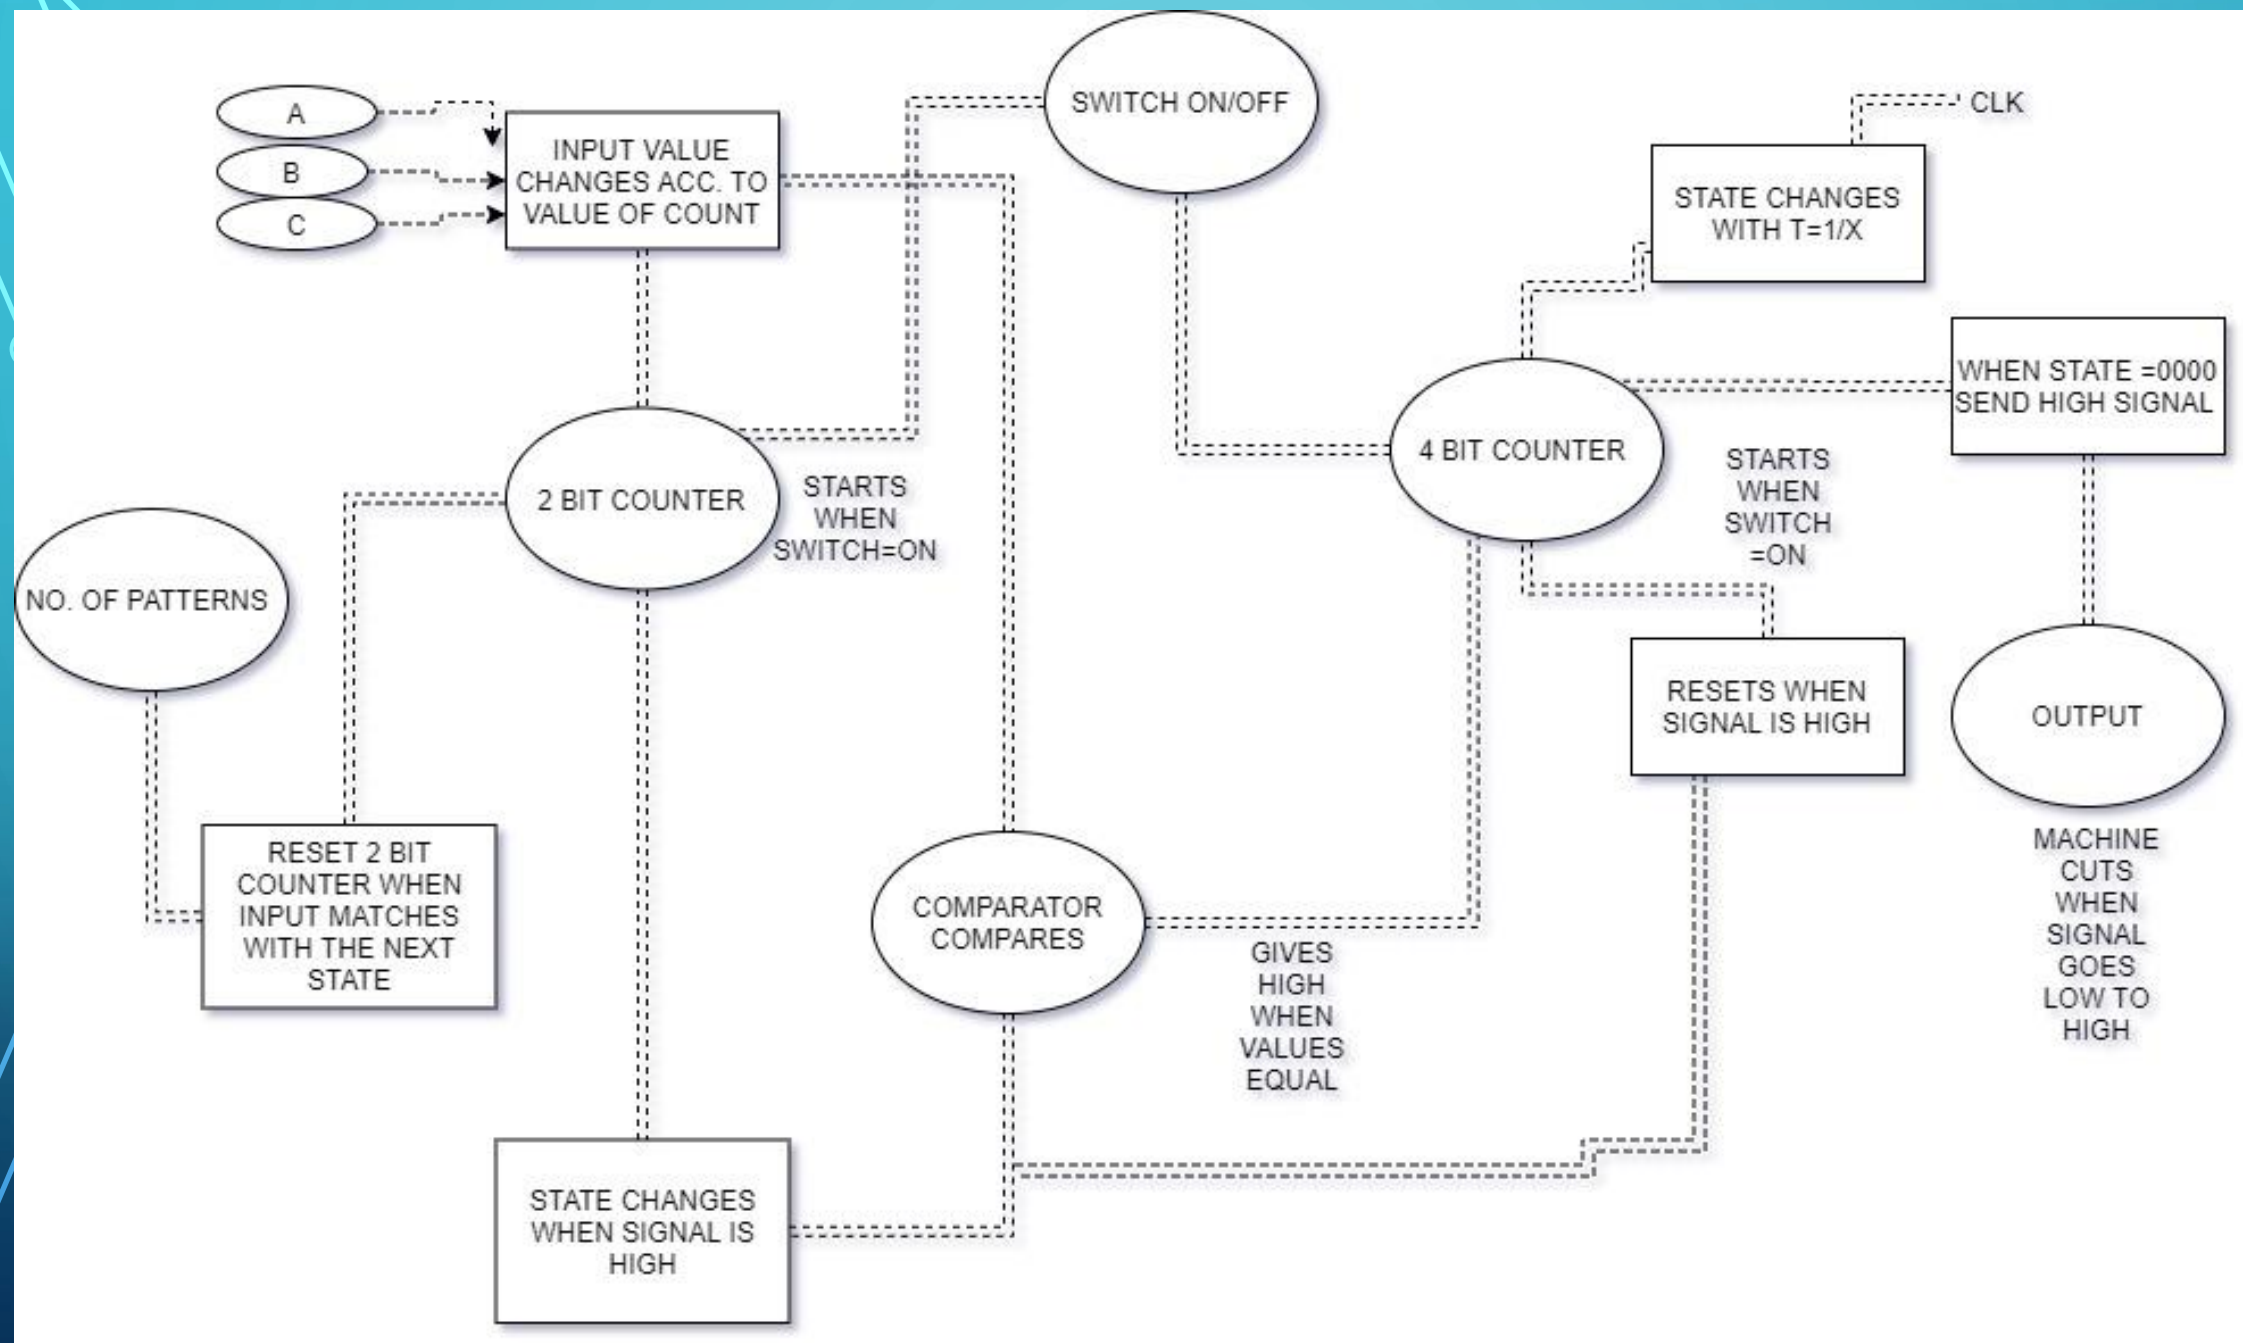 A
B
C
INPUT VALUE
CHANGES ACC. TO
VALUE OF COUNT
SWITCH ON/OFF
CLK
STATE CHANGES
WITH T=1/X
WHEN STATE =0000
SEND HIGH SIGNAL
4 BIT COUNTER
STARTS
WHEN
SWITCH
=ON
2 BIT COUNTER
STARTS
WHEN
SWITCH=ON
NO. OF PATTERNS
RESETS WHEN
SIGNAL IS HIGH
OUTPUT
MACHINE
CUTS
WHEN
SIGNAL
GOES
LOW TO
HIGH
RESET 2 BIT
COUNTER WHEN
INPUT MATCHES
WITH THE NEXT
STATE
COMPARATOR
COMPARES
GIVES
HIGH
WHEN
VALUES
EQUAL
STATE CHANGES
WHEN SIGNAL IS
HIGH